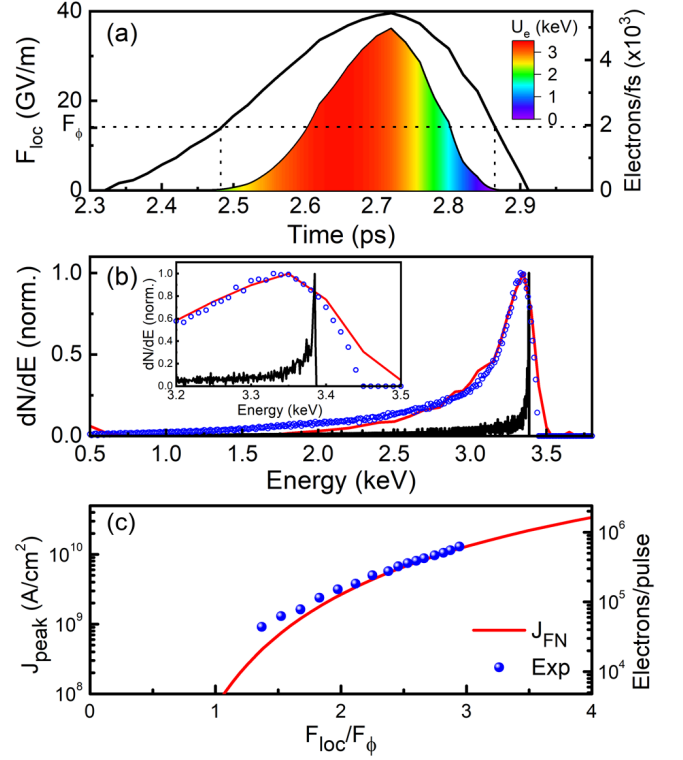 (a)
F_loc (GV/m)
40
20
F_ϕ
0
U_e (keV)
3
2
1
0
Electrons/fs (x10³)
4
2
0
2.3 2.4 2.5 2.6 2.7 2.8 2.9
Time (ps)
(b)
dN/dE (norm.)
1.0
0.5
0.0
dN/dE (norm.)
1.0
0.8
0.6
0.4
0.2
0.0
3.2 3.3 3.4 3.5
Energy (keV)
0.5 1.0 1.5 2.0 2.5 3.0 3.5
Energy (keV)
(c)
J_peak (A/cm²)
10¹⁰
10⁹
10⁸
Electrons/pulse
10⁶
10⁵
10⁴
J_FN
Exp
0 1 2 3 4
F_loc/F_ϕ